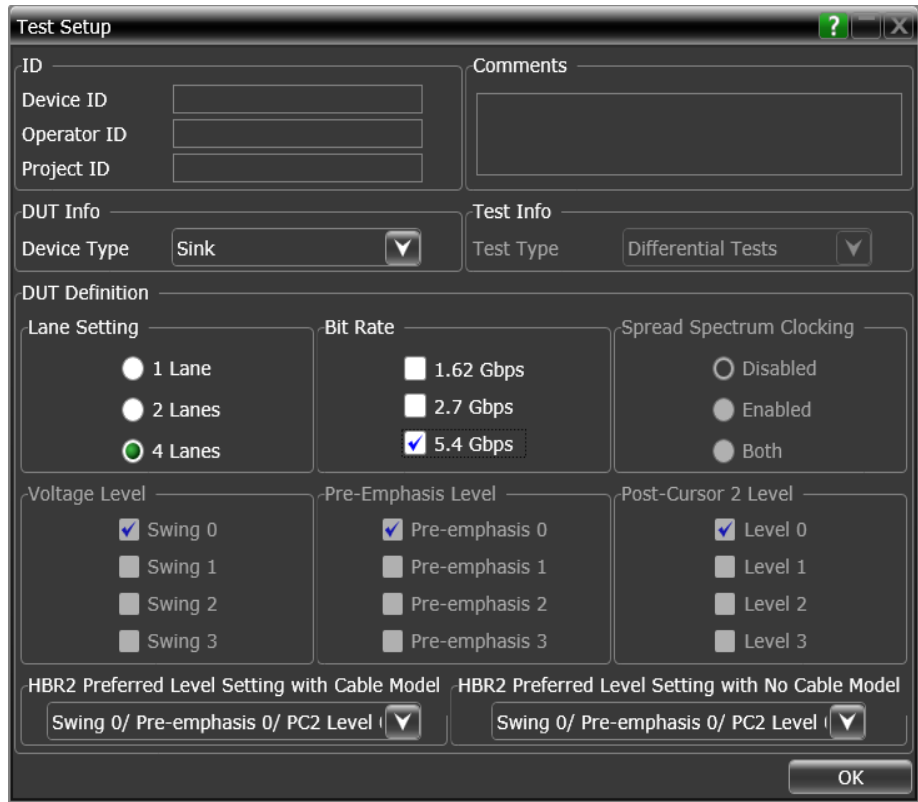 Test Setup
?
X
ID
Device ID
Operator ID
Project ID
Comments
DUT Info
Device Type Sink
Test Info
Test Type Differential Tests
DUT Definition
Lane Setting
1 Lane
2 Lanes
4 Lanes
Bit Rate
1.62 Gbps
2.7 Gbps
5.4 Gbps
Spread Spectrum Clocking
Disabled
Enabled
Both
Voltage Level
Swing 0
Swing 1
Swing 2
Swing 3
Pre-Emphasis Level
Pre-emphasis 0
Pre-emphasis 1
Pre-emphasis 2
Pre-emphasis 3
Post-Cursor 2 Level
Level 0
Level 1
Level 2
Level 3
HBR2 Preferred Level Setting with Cable Model
Swing 0/ Pre-emphasis 0/ PC2 Level
HBR2 Preferred Level Setting with No Cable Model
Swing 0/ Pre-emphasis 0/ PC2 Level
OK